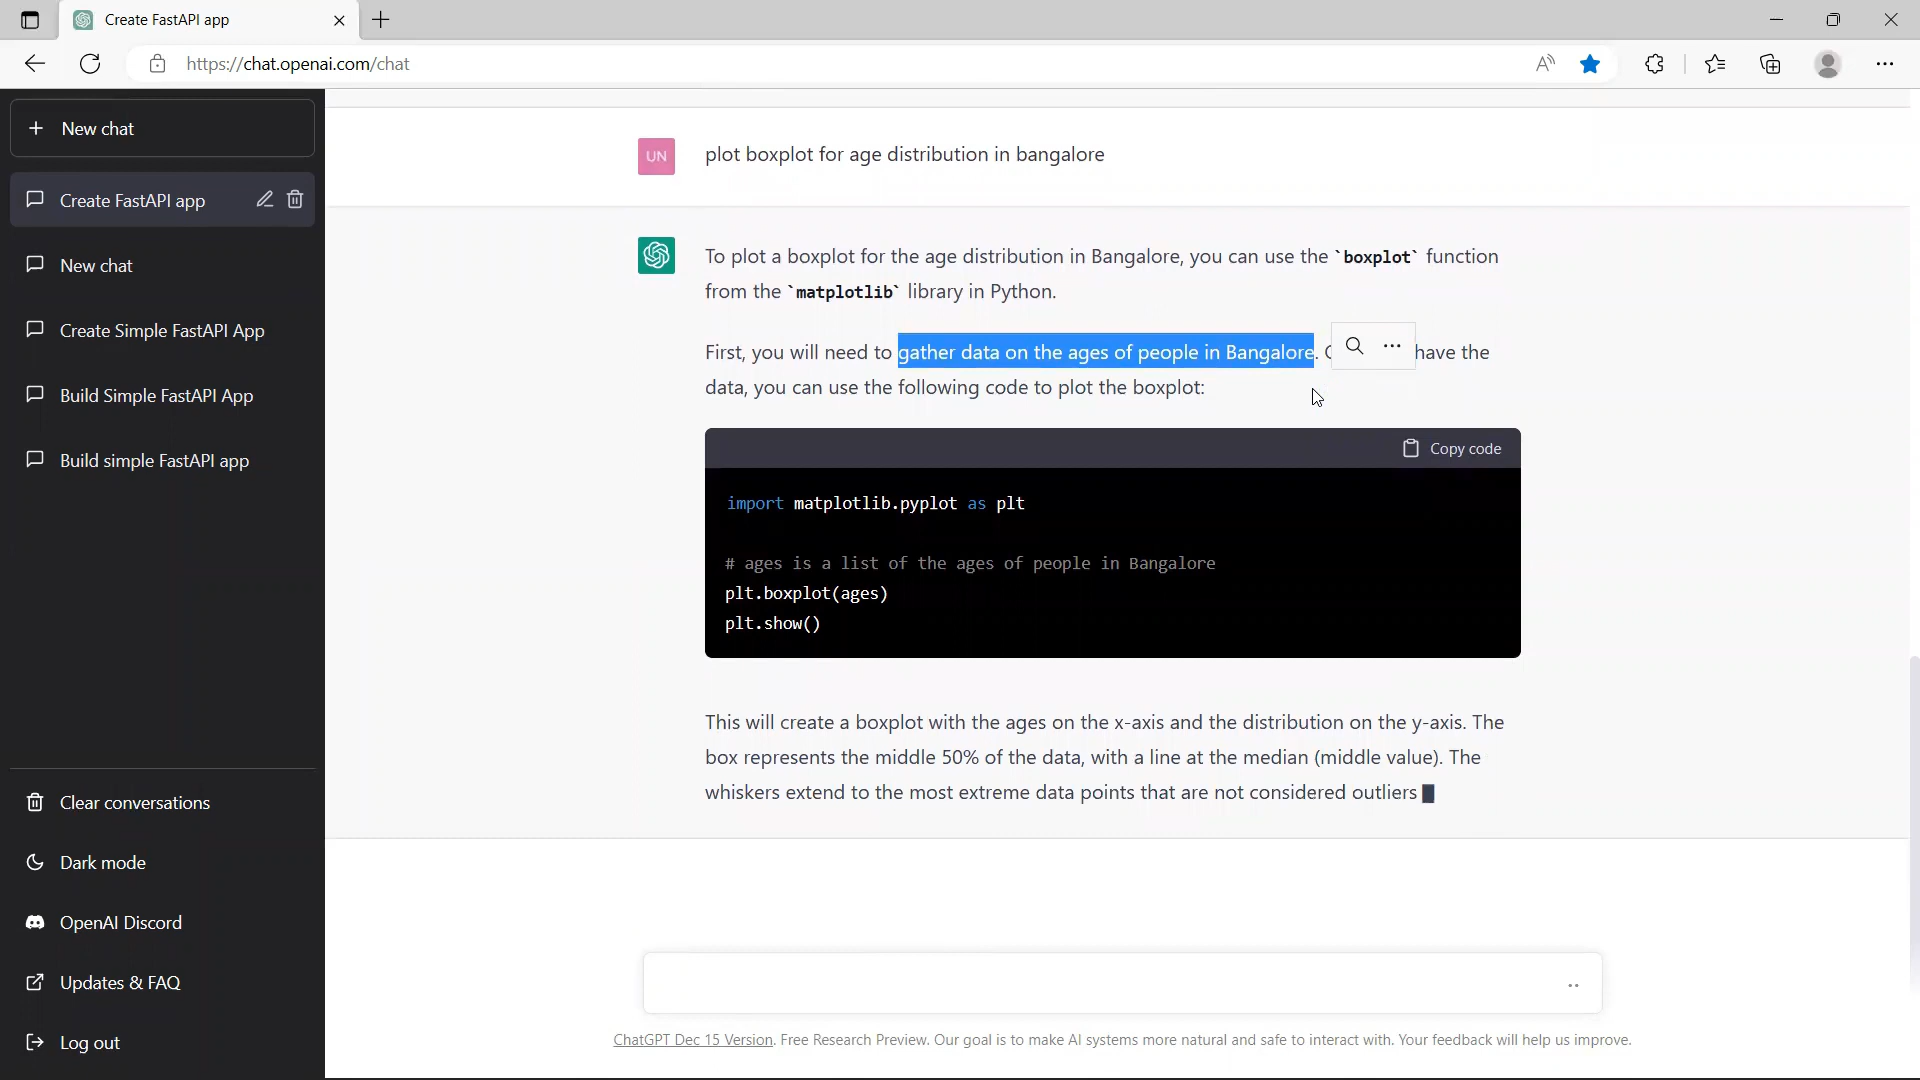 Create FastAPI app
https://chat.openai.com/chat
New chat
Create FastAPI app
New chat
Create Simple FastAPI App
Build Simple FastAPI App
Build simple FastAPI app
Clear conversations
Dark mode
OpenAI Discord
Updates & FAQ
Log out
UN
plot boxplot for age distribution in bangalore
To plot a boxplot for the age distribution in Bangalore, you can use the `boxplot` function
from the `matplotlib` library in Python.
First, you will need to gather data on the ages of people in Bangalore. have the
data, you can use the following code to plot the boxplot:
Copy code
import matplotlib.pyplot as plt
# ages is a list of the ages of people in Bangalore
plt.boxplot(ages)
plt.show()
This will create a boxplot with the ages on the x-axis and the distribution on the y-axis. The
box represents the middle 50% of the data, with a line at the median (middle value). The
whiskers extend to the most extreme data points that are not considered outliers
ChatGPT Dec 15 Version. Free Research Preview. Our goal is to make AI systems more natural and safe to interact with. Your feedback will help us improve.